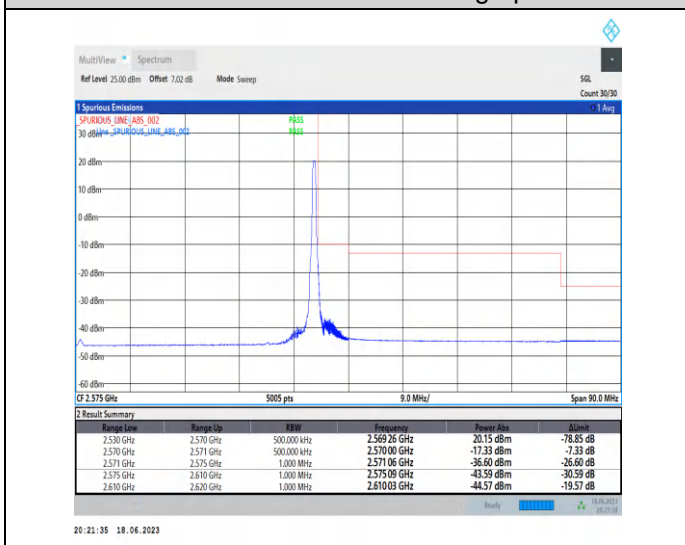 MultiView Spectrum
Ref Level 25.00 dBm Offset 7.02 dB Mode Sweep SGL
Count 30/30
1 Spurious Emissions 1 Avg
SPURIOUS_LINE_ABS_002 PASS
30 dBm Line _SPURIOUS_LINE_ABS_002 PASS
20 dBm
10 dBm
0 dBm
-10 dBm
-20 dBm
-30 dBm
-40 dBm
-50 dBm
-60 dBm
CF 2.575 GHz 5005 pts 9.0 MHz/ Span 90.0 MHz
2 Result Summary
Range Low Range Up RBW Frequency Power Abs ΔLimit
2.530 GHz 2.570 GHz 500.000 kHz 2.569 26 GHz 20.15 dBm -78.85 dB
2.570 GHz 2.571 GHz 500.000 kHz 2.570 00 GHz -17.33 dBm -7.33 dB
2.571 GHz 2.575 GHz 1.000 MHz 2.571 06 GHz -36.60 dBm -26.60 dB
2.575 GHz 2.610 GHz 1.000 MHz 2.575 09 GHz -43.59 dBm -30.59 dB
2.610 GHz 2.620 GHz 1.000 MHz 2.610 03 GHz -44.57 dBm -19.57 dB
Ready 18.06.2023
20:21:35 18.06.2023